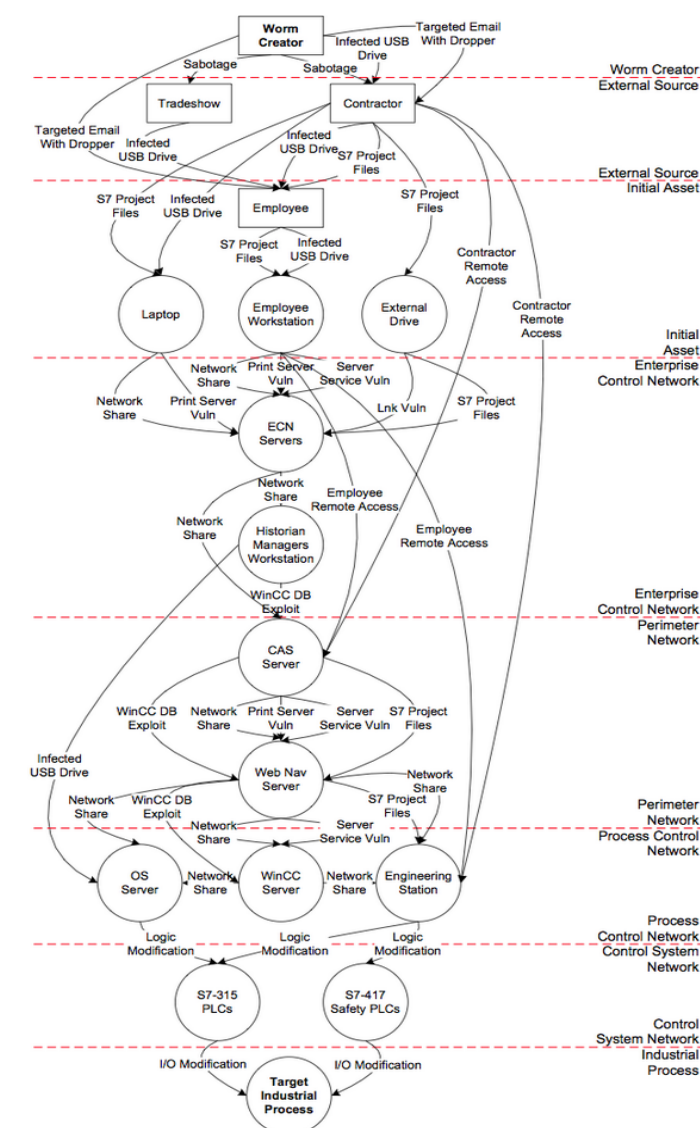 Worm
Creator
Targeted Email
With Dropper
Infected USB
Drive
Sabotage
Sabotage
Worm Creator
External Source
Tradeshow
Contractor
Targeted Email
With Dropper
Infected
USB Drive
Infected
USB Drive
S7 Project
Files
External Source
Initial Asset
S7 Project
Files
Infected
USB Drive
Employee
S7 Project
Files
S7 Project
Files
Infected
USB Drive
Contractor
Remote
Access
Contractor
Remote
Access
Laptop
Employee
Workstation
External
Drive
Initial
Asset
Enterprise
Control Network
Network
Share
Print Server
Vuln
Server
Service Vuln
Network
Share
Print Server
Vuln
Lnk Vuln
S7 Project
Files
ECN
Servers
Network
Share
Employee
Remote Access
Network
Share
Historian
Managers
Workstation
Employee
Remote Access
WinCC DB
Exploit
Enterprise
Control Network
Perimeter
Network
CAS
Server
WinCC DB
Exploit
Network
Share
Print Server
Vuln
Server
Service Vuln
S7 Project
Files
Infected
USB Drive
Web Nav
Server
Network
Share
Network
Share
WinCC DB
Exploit
S7 Project
Files
Perimeter
Network
Process Control
Network
Network
Share
Server
Service Vuln
OS
Server
Network
Share
WinCC
Server
Network
Share
Engineering
Station
Process
Control Network
Control System
Network
Logic
Modification
Logic
Modification
Logic
Modification
S7-315
PLCs
S7-417
Safety PLCs
Control
System Network
Industrial
Process
I/O Modification
I/O Modification
Target
Industrial
Process